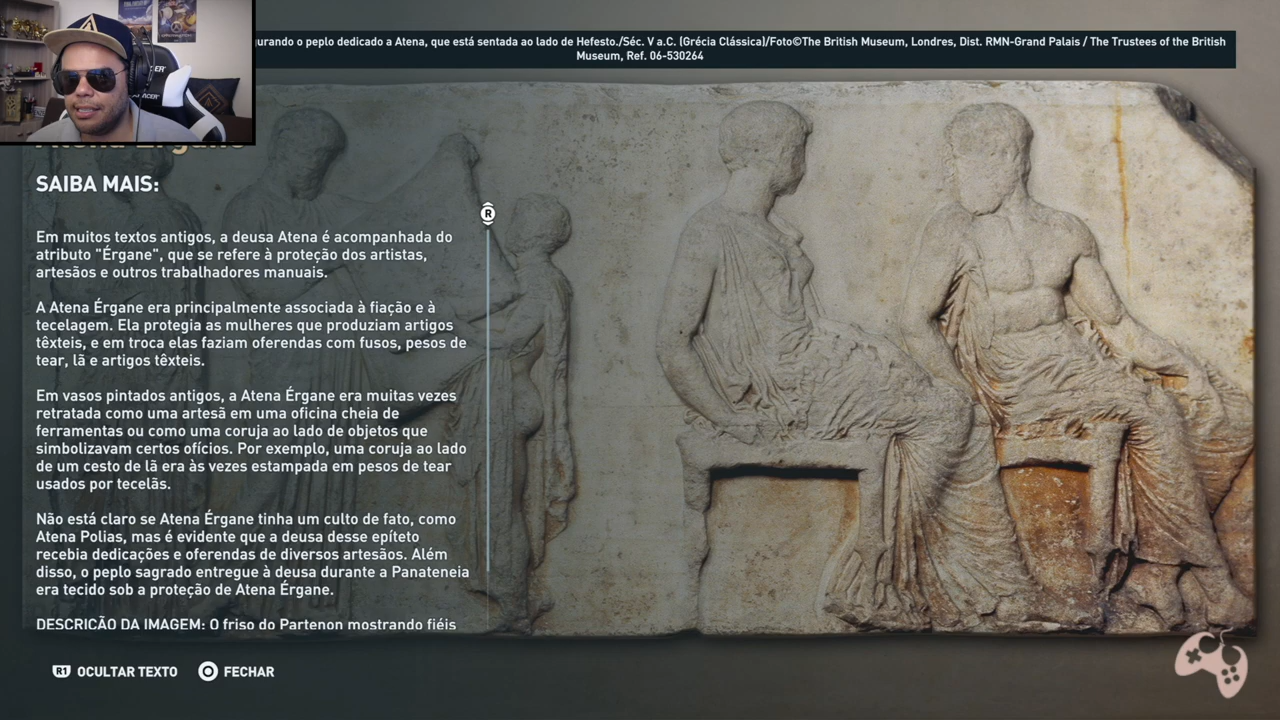 gurando o peplo dedicado a Atena, que está sentada ao lado de Hefesto./Séc. V a.C. (Grécia Clássica)/Foto©The British Museum, Londres, Dist. RMN-Grand Palais / The Trustees of the British
Museum, Ref. 06-530264
SAIBA MAIS:
R
Em muitos textos antigos, a deusa Atena é acompanhada do
atributo "Érgane", que se refere à proteção dos artistas,
artesãos e outros trabalhadores manuais.
A Atena Érgane era principalmente associada à fiação e à
tecelagem. Ela protegia as mulheres que produziam artigos
têxteis, e em troca elas faziam oferendas com fusos, pesos de
tear, lã e artigos têxteis.
Em vasos pintados antigos, a Atena Érgane era muitas vezes
retratada como uma artesã em uma oficina cheia de
ferramentas ou como uma coruja ao lado de objetos que
simbolizavam certos ofícios. Por exemplo, uma coruja ao lado
de um cesto de lã era às vezes estampada em pesos de tear
usados por tecelãs.
Não está claro se Atena Érgane tinha um culto de fato, como
Atena Polias, mas é evidente que a deusa desse epíteto
recebia dedicações e oferendas de diversos artesãos. Além
disso, o peplo sagrado entregue à deusa durante a Panateneia
era tecido sob a proteção de Atena Érgane.
DESCRIÇÃO DA IMAGEM: O friso do Partenon mostrando fiéis
R1 OCULTAR TEXTO
FECHAR